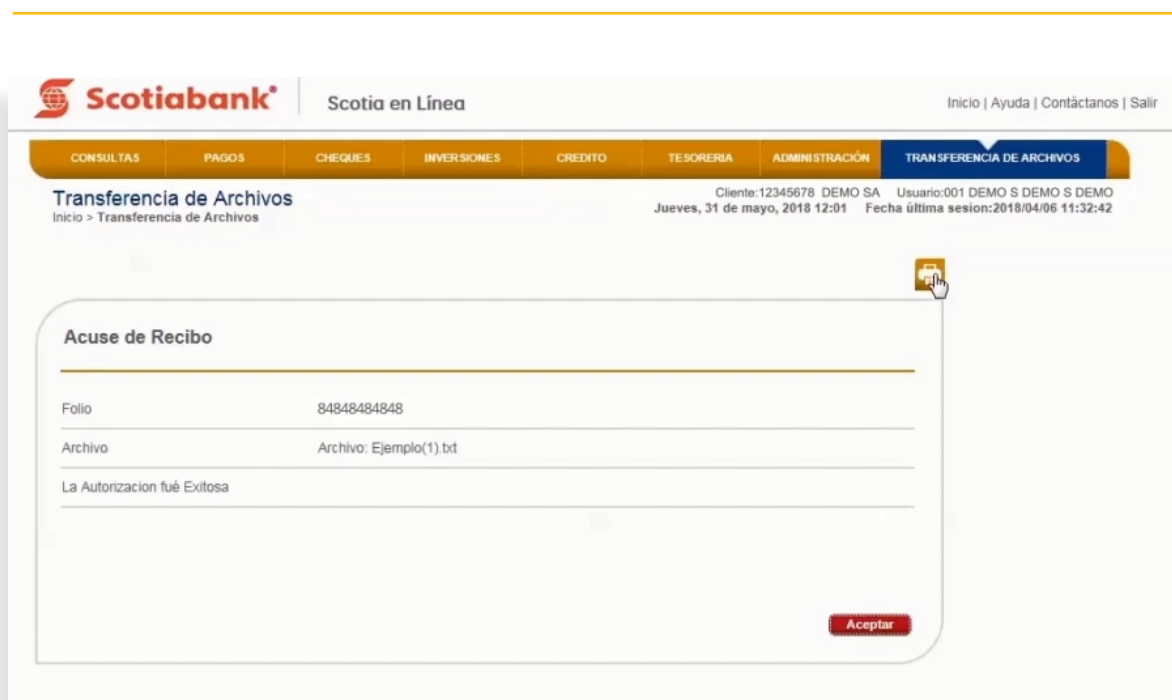 Scotiabank
Scotia en Línea
Inicio | Ayuda | Contáctanos | Salir
CONSULTAS PAGOS CHEQUES INVERSIONES CREDITO TESORERIA ADMINISTRACIÓN TRANSFERENCIA DE ARCHIVOS
Transferencia de Archivos
Inicio > Transferencia de Archivos
Cliente:12345678 DEMO SA Usuario:001 DEMO S DEMO S DEMO
Jueves, 31 de mayo, 2018 12:01 Fecha última sesion:2018/04/06 11:32:42
Acuse de Recibo
Folio 84848484848
Archivo Archivo: Ejemplo(1).txt
La Autorizacion fué Exitosa
Aceptar